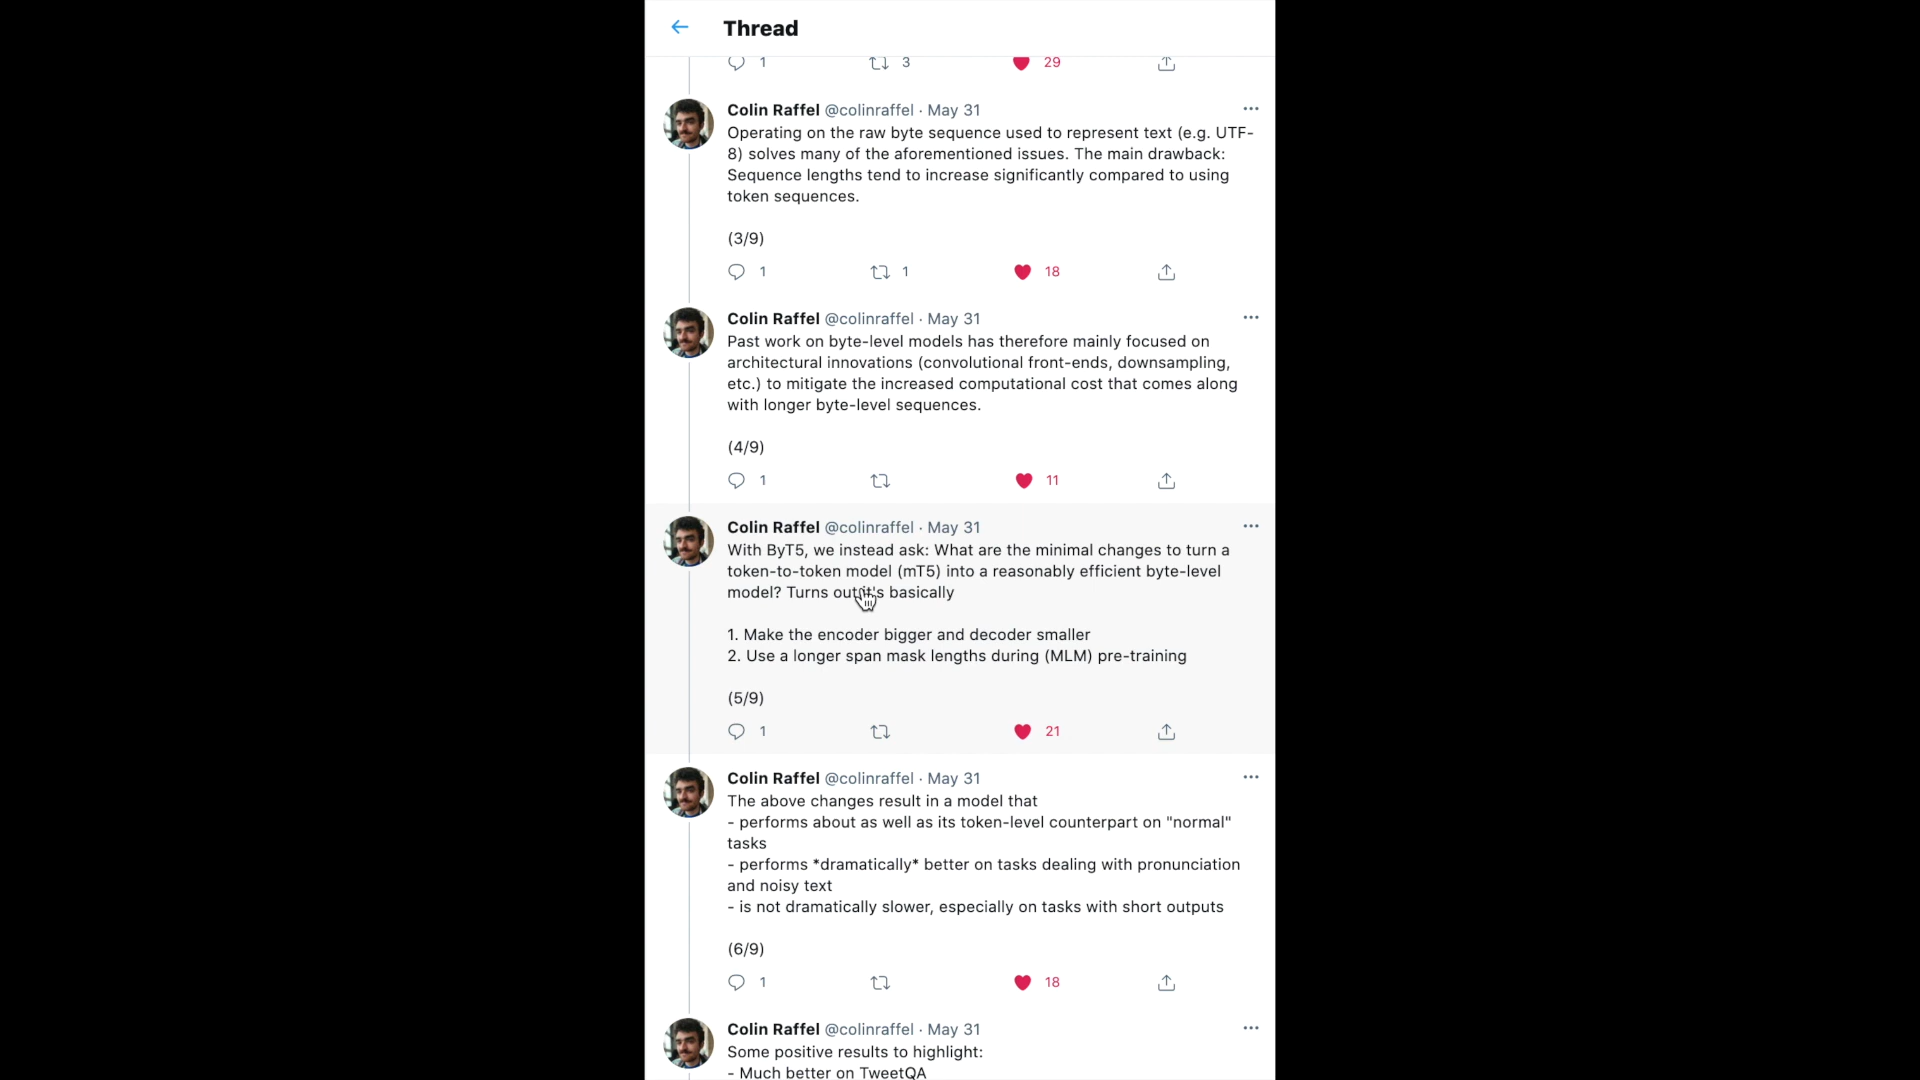 Thread
1 3 29
Colin Raffel @colinraffel · May 31
Operating on the raw byte sequence used to represent text (e.g. UTF-
8) solves many of the aforementioned issues. The main drawback:
Sequence lengths tend to increase significantly compared to using
token sequences.
(3/9)
1 1 18
Colin Raffel @colinraffel · May 31
Past work on byte-level models has therefore mainly focused on
architectural innovations (convolutional front-ends, downsampling,
etc.) to mitigate the increased computational cost that comes along
with longer byte-level sequences.
(4/9)
1 11
Colin Raffel @colinraffel · May 31
With ByT5, we instead ask: What are the minimal changes to turn a
token-to-token model (mT5) into a reasonably efficient byte-level
model? Turns out it's basically
1. Make the encoder bigger and decoder smaller
2. Use a longer span mask lengths during (MLM) pre-training
(5/9)
1 21
Colin Raffel @colinraffel · May 31
The above changes result in a model that
- performs about as well as its token-level counterpart on "normal"
tasks
- performs *dramatically* better on tasks dealing with pronunciation
and noisy text
- is not dramatically slower, especially on tasks with short outputs
(6/9)
1 18
Colin Raffel @colinraffel · May 31
Some positive results to highlight:
- Much better on TweetQA